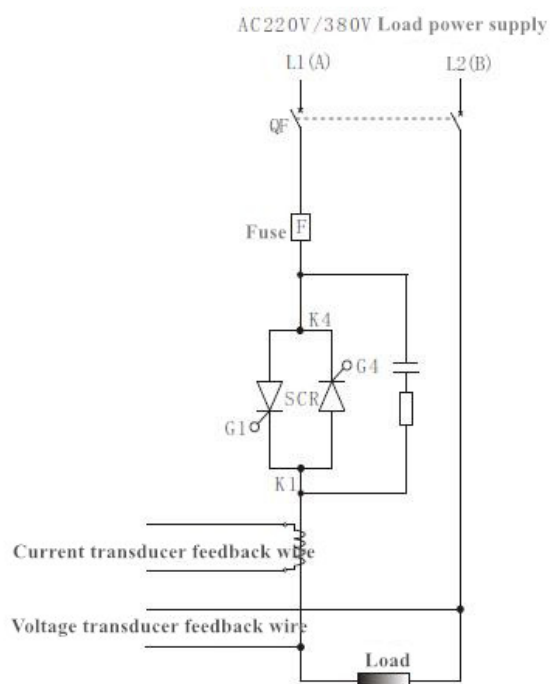 AC220V/380V Load power supply
L1(A)
L2(B)
QF
Fuse
F
K4
G4
SCR
G1
K1
Current transducer feedback wire
Voltage transducer feedback wire
Load